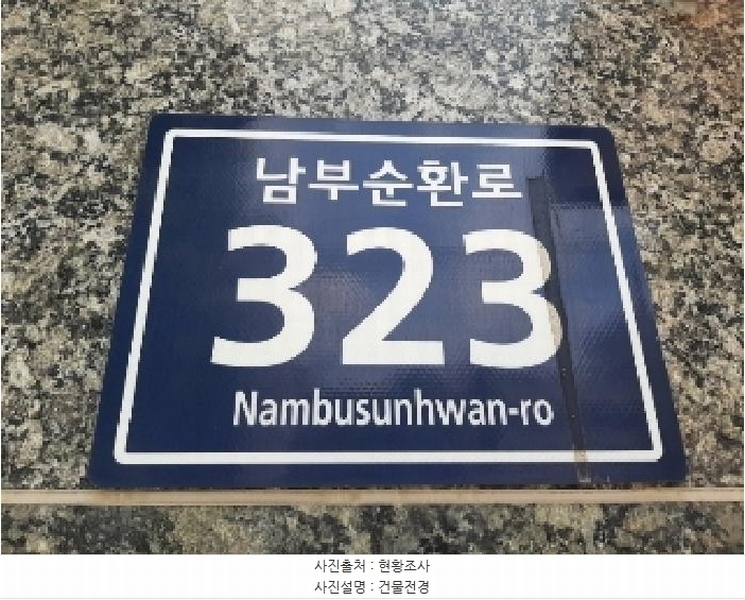 남부순환로
323
Nambusunhwan-ro
사진출처 : 현황조사
사진설명 : 건물전경